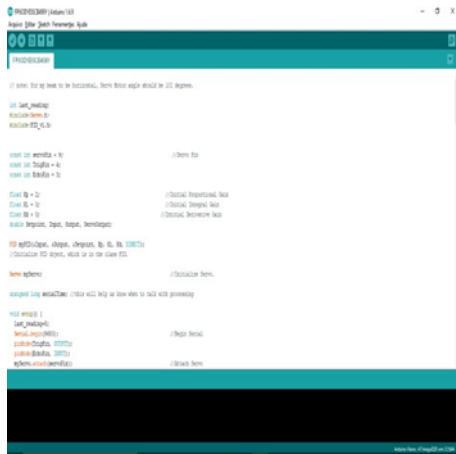 | Arduino 1.6.9
Arquivo Editar Sketch Ferramentas Ajuda
// note: for my beam to be horizontal, Servo Motor angle should be 102 degrees.
int last_reading;
#include<Servo.h>
#include<PID_v1.h>
const int servoPin = 9; //Servo Pin
const int TrigPin = 4;
const int EchoPin = 3;
float Kp = 2; //Initial Proportional Gain
float Ki = 1; //Initial Integral Gain
float Kd = //Initial Derivative Gain
double Setpoint, Input, Output, ServoOutput;
PID myPID(&Input, &Output, &Setpoint, Kp, Ki, Kd, DIRECT);
//Initialize PID object, which is in the class PID.
Servo myServo; //Initialize Servo.
unsigned long serialTime; //this will help us know when to talk with processing
void setup() {
last_reading=0;
Serial.begin(9600); //Begin Serial
pinMode(TrigPin, OUTPUT);
pinMode(EchoPin, INPUT);
myServo.attach(servoPin); //Attach Servo
Arduino Nano, ATmega328 on